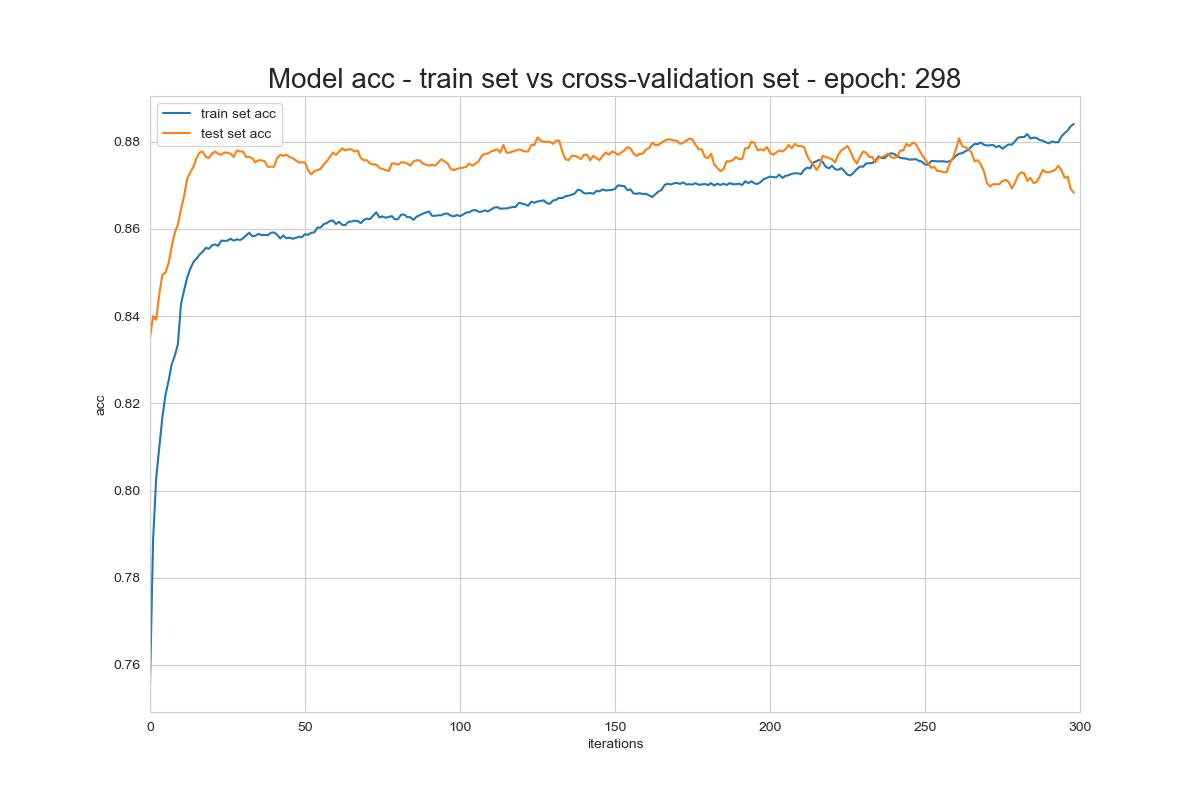 Model acc - train set vs cross-validation set - epoch: 298
train set acc
test set acc
0.88
0.86
0.84
acc
0.82
0.80
0.78
0.76
0
50
100
150
200
250
300
iterations